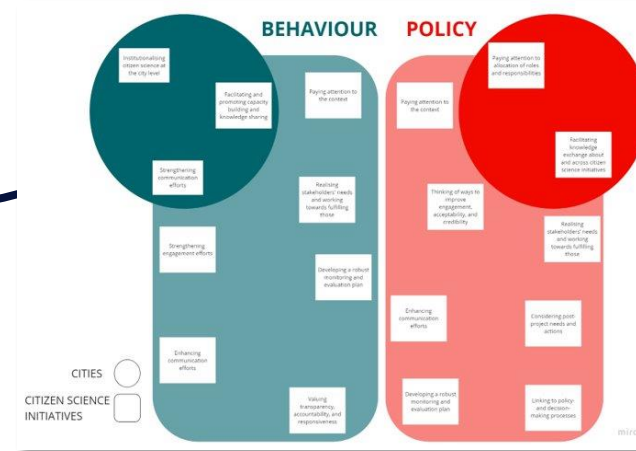 BEHAVIOUR
POLICY
Institutionalising
citizen science at
the city level
Facilitating and
promoting capacity
building and
knowledge sharing
Strengthening
communication
efforts
Paying attention to
the context
Realising
stakeholders' needs
and working
towards fulfilling
those
Strengthening
engagement efforts
Developing a robust
monitoring and
evaluation plan
Enhancing
communication
efforts
Valuing
transparency,
accountability, and
responsiveness
Paying attention to
allocation of roles
and responsibilities
Paying attention to
the context
Facilitating
knowledge
exchange about
and across citizen
science initiatives
Thinking of ways to
improve
engagement,
acceptability, and
credibility
Realising
stakeholders' needs
and working
towards fulfilling
those
Enhancing
communication
efforts
Considering post-
project needs and
actions
Developing a robust
monitoring and
evaluation plan
Linking to policy-
and decision-
making processes
CITIES
CITIZEN SCIENCE
INITIATIVES
miro